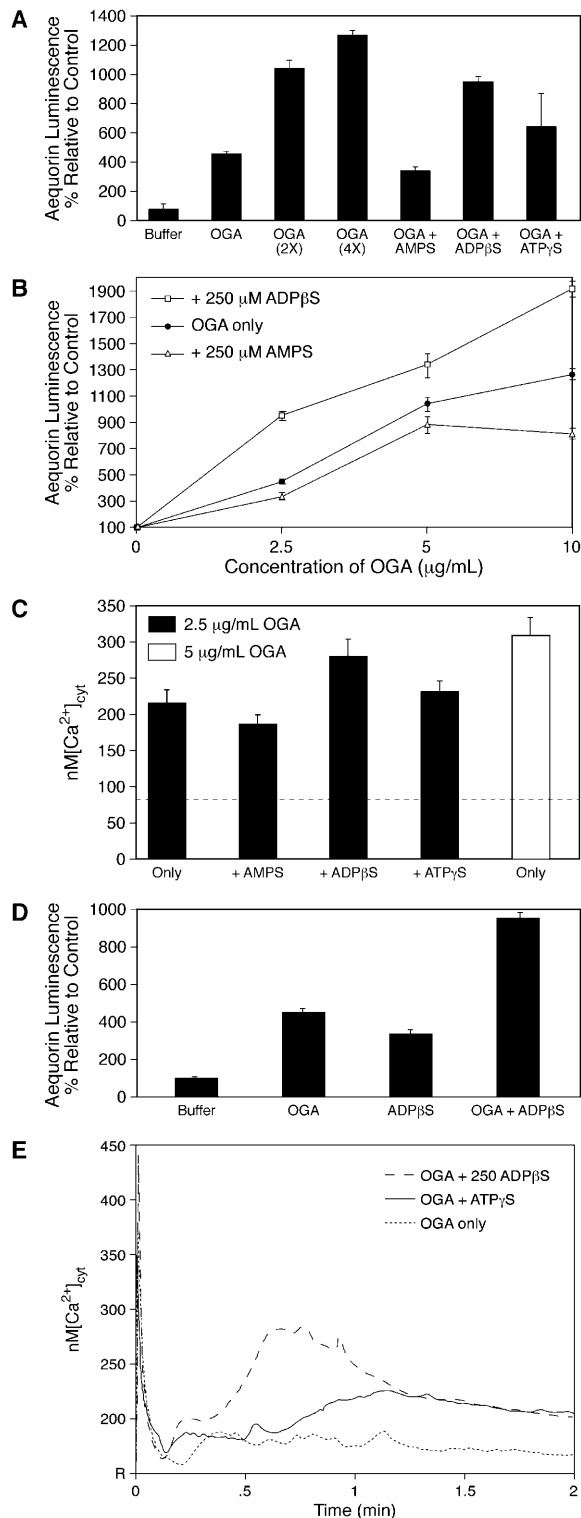 A
Aequorin Luminescence
% Relative to Control
1400
1200
1000
800
600
400
200
0
Buffer
OGA
OGA
(2X)
OGA
(4X)
OGA +
AMPS
OGA +
ADPβS
OGA +
ATPγS
B
Aequorin Luminescence
% Relative to Control
1900
1700
1500
1300
1100
900
700
500
300
100
+ 250 µM ADPβS
OGA only
+ 250 µM AMPS
0
2.5
5
10
Concentration of OGA (µg/mL)
C
nM[Ca2+]cyt
350
300
250
200
150
100
50
0
2.5 µg/mL OGA
5 µg/mL OGA
Only
+ AMPS
+ ADPβS
+ ATPγS
Only
D
Aequorin Luminescence
% Relative to Control
1000
800
600
400
200
0
Buffer
OGA
ADPβS
OGA + ADPβS
E
nM[Ca2+]cyt
450
400
350
300
250
200
R
OGA + 250 ADPβS
OGA + ATPγS
OGA only
0
.5
1
1.5
2
Time (min)